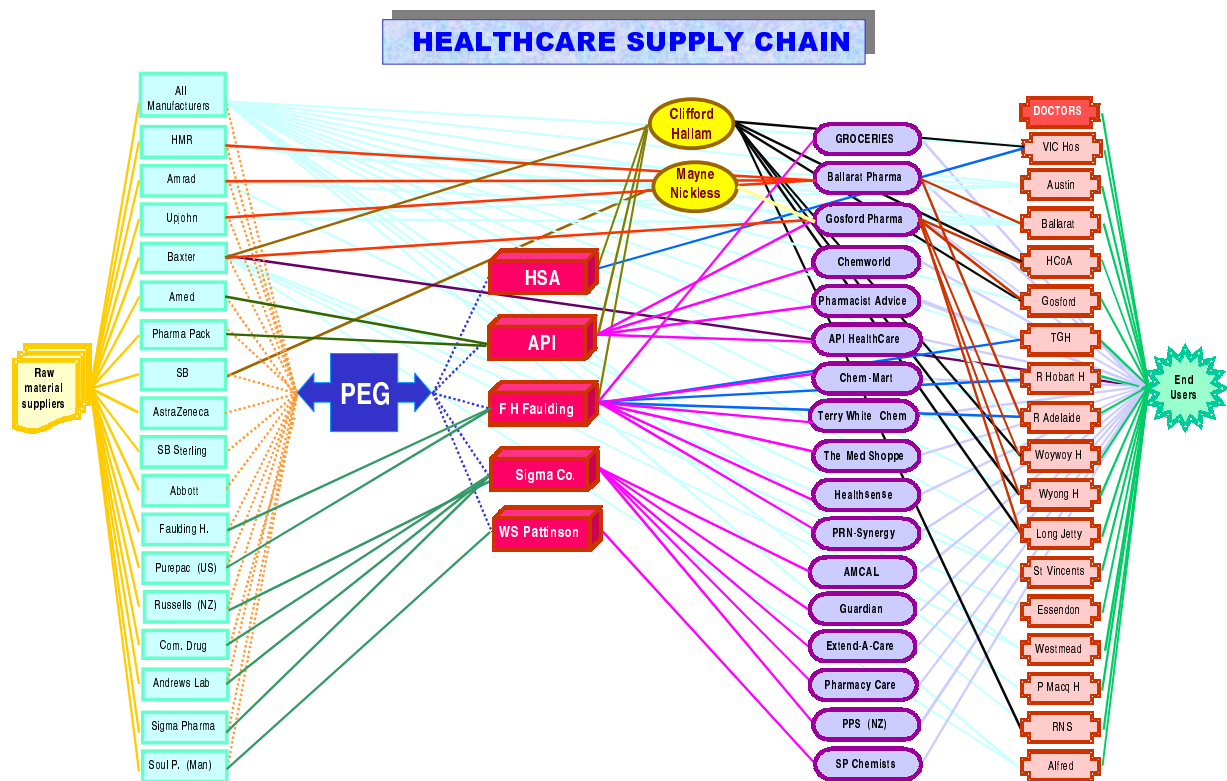 HEALTHCARE SUPPLY CHAIN
Raw
material
suppliers
All
Manufacturers
HMR
Amrad
Upjohn
Baxter
Amed
Pharma Pack
SB
AstraZeneca
SB Sterling
Abbott
Faulding H.
Purepac (US)
Russells (NZ)
Com. Drug
Andrews Lab
Sigma Pharma
Soul P. (Man)
PEG
HSA
API
F H Faulding
Sigma Co.
WS Pattinson
Clifford
Hallam
Mayne
Nickless
GROCERIES
Ballarat Pharma
Gosford Pharma
Chemworld
Pharmacist Advice
API HealthCare
Chem-Mart
Terry White Chem
The Med Shoppe
Healthsense
PRN-Synergy
AMCAL
Guardian
Extend-A-Care
Pharmacy Care
PPS (NZ)
SP Chemists
DOCTORS
VIC Hos
Austin
Ballarat
HCoA
Gosford
TGH
R Hobart H
R Adelaide
Woywoy H
Wyong H
Long Jetty
St Vincents
Essendon
Westmead
P Macq H
RNS
Alfred
End
Users